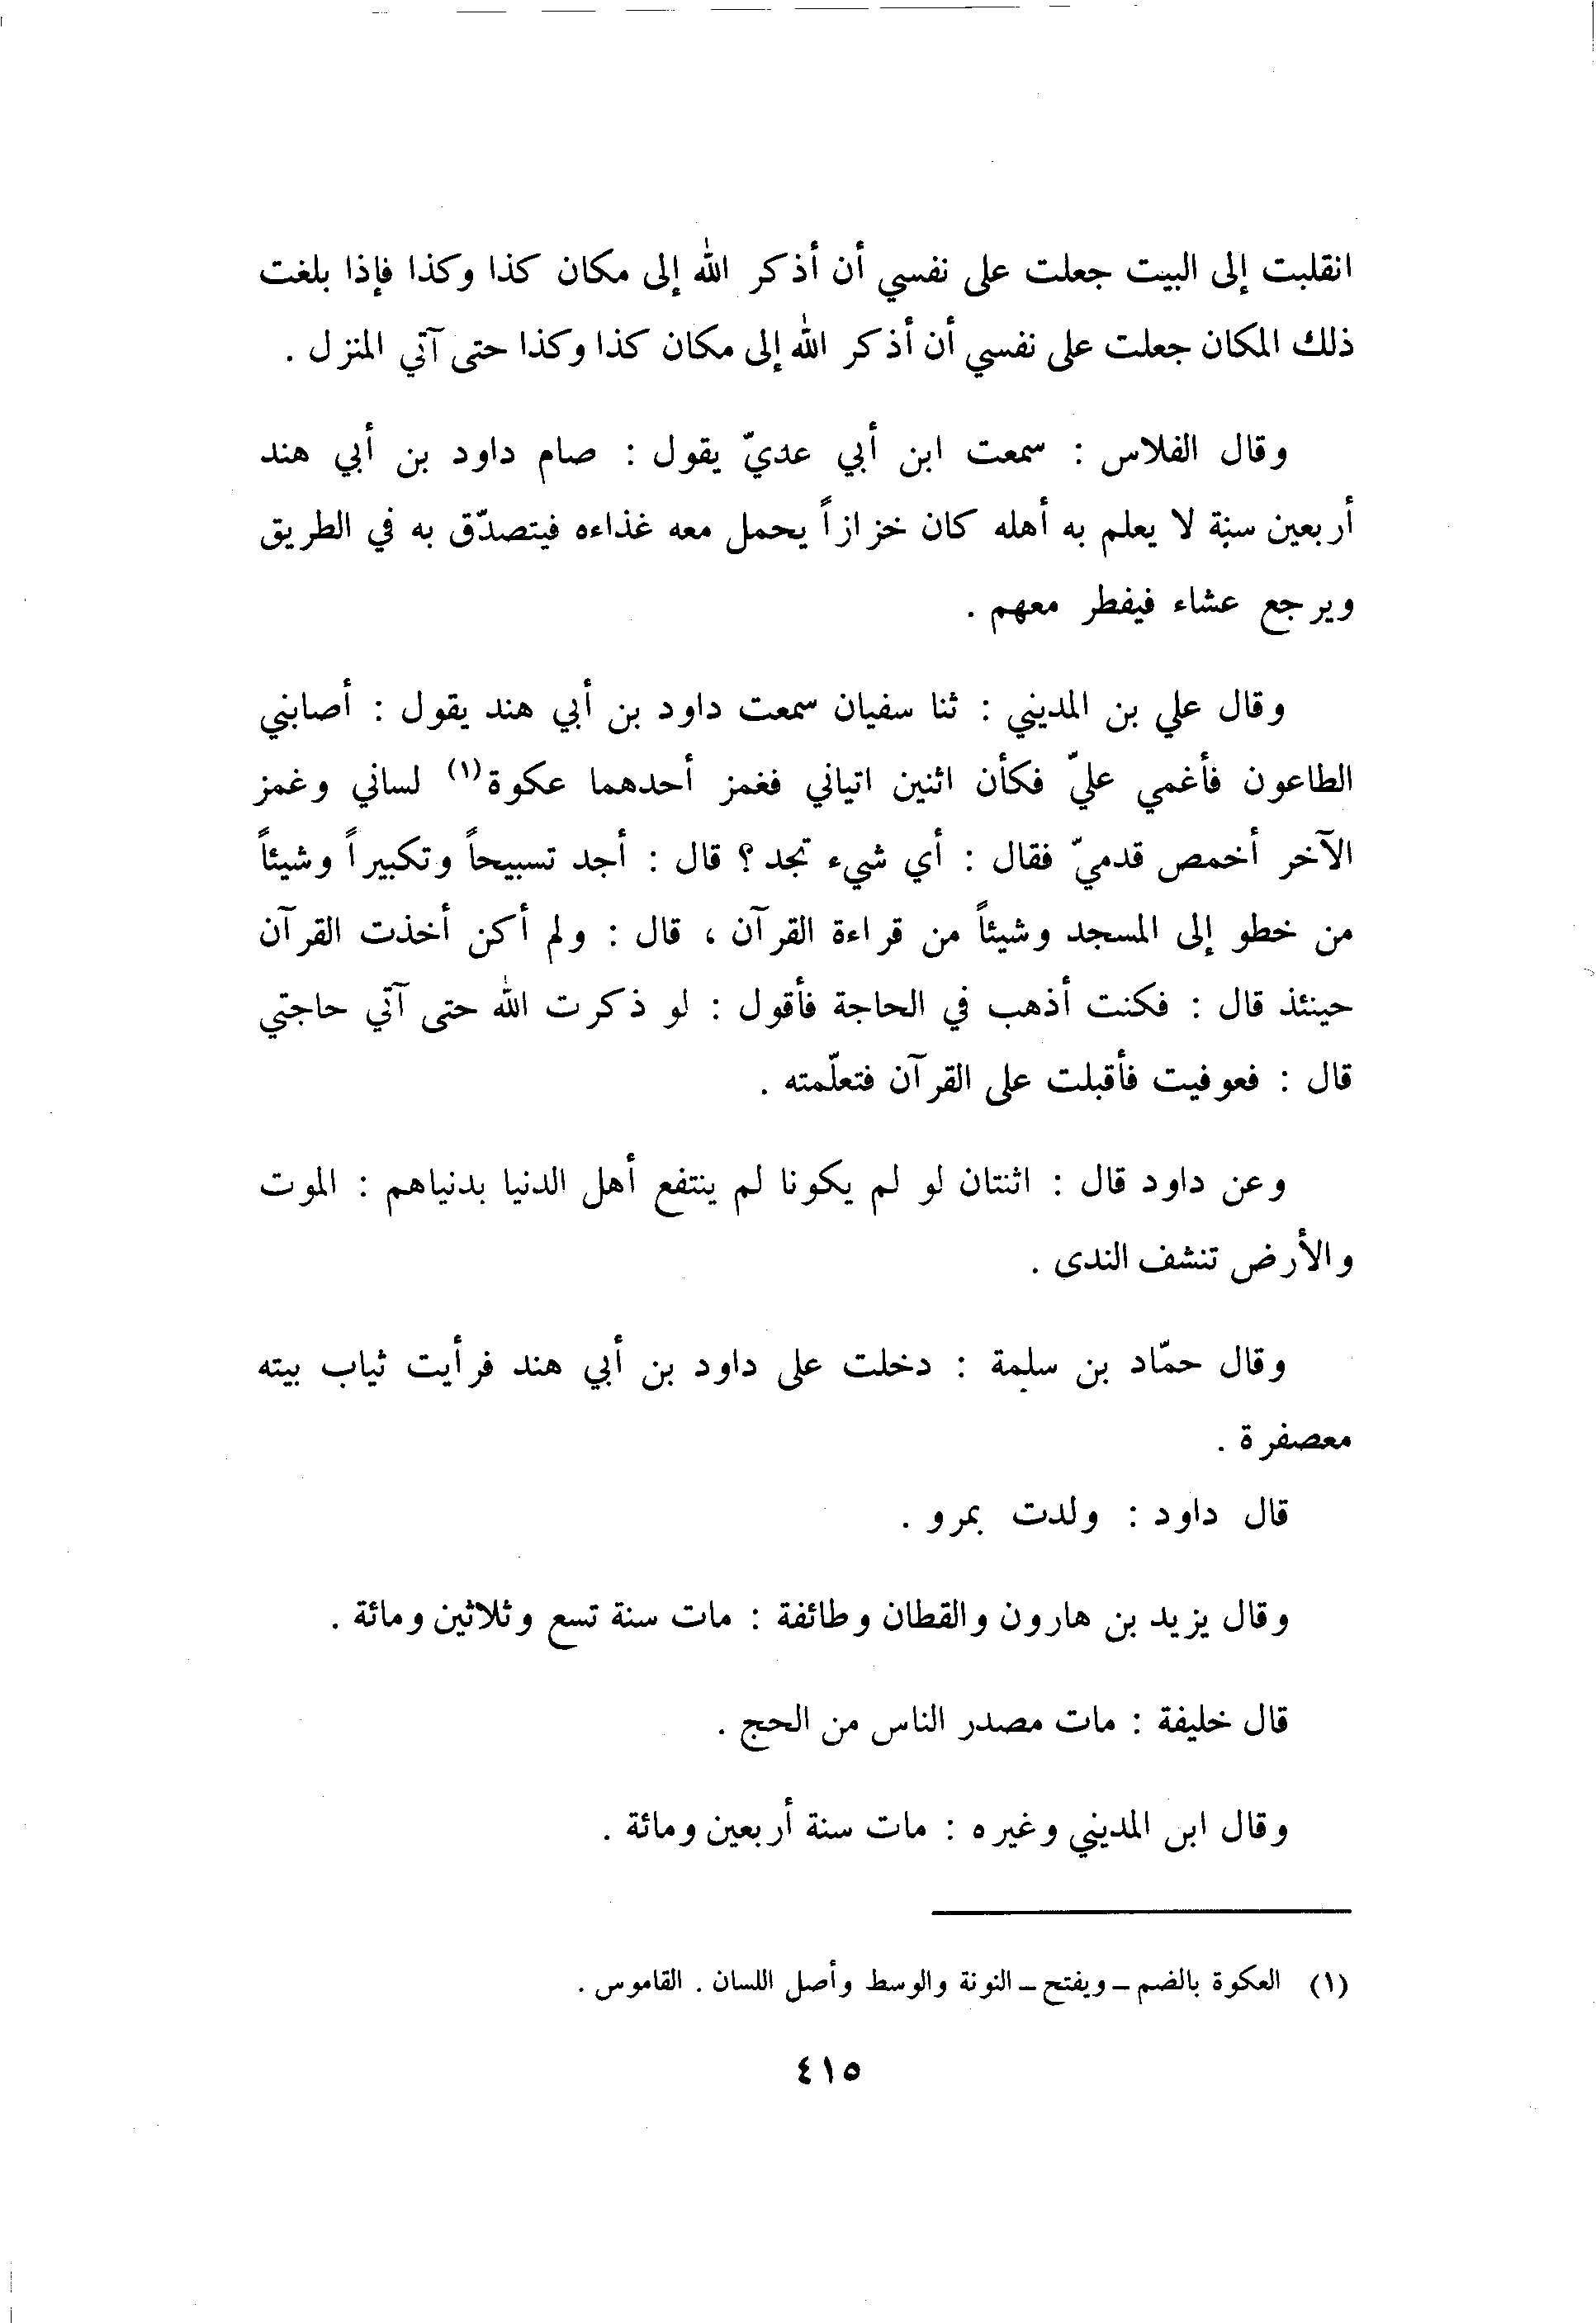 انقلبت إلى البيت جعلت على نفسي أن أذكر الله إلى مكان كذا وكذا فإذا بلغت
ذلك المكان جعلت على نفسي أن أذكر الله إلى مكان كذا وكذا حتى آتي المنزل .
وقال الفلاس : سمعت ابن أبي عديّ يقول : صام داود بن أبي هند
أربعين سنة لا يعلم به أهله كان خزازاً يحمل معه غذاءه فيتصدّق به في الطريق
ويرجع عشاء فيفطر معهم .
وقال علي بن المديني : ثنا سفيان سمعت داود بن أبي هند يقول : أصابني
الطاعون فأغمي عليّ فكأن اثنين اتياني فغمز أحدهما عكوة(١) لساني وغمز
الآخر أخمص قدميّ فقال : أي شيء تجد ؟ قال : أجد تسبيحاً وتكبيراً وشيئاً
من خطو إلى المسجد وشيئاً من قراءة القرآن ، قال : ولم أكن أخذت القرآن
حينئذ قال : فكنت أذهب في الحاجة فأقول : لو ذكرت الله حتى آتي حاجتي
قال : فعوفيت فأقبلت على القرآن فتعلّمته .
وعن داود قال : اثنتان لو لم يكونا لم ينتفع أهل الدنيا بدنياهم : الموت
والأرض تنشف الندى .
وقال حمّاد بن سلمة : دخلت على داود بن أبي هند فرأيت ثياب بيته
معصفرة .
قال داود : ولدت بمرو .
وقال يزيد بن هارون والقطان وطائفة : مات سنة تسع وثلاثين ومائة .
قال خليفة : مات مصدر الناس من الحج .
وقال ابن المديني وغيره : مات سنة أربعين ومائة .
(١) العكوة بالضم - ويفتح - النونة والوسط وأصل اللسان . القاموس .
٤١٥